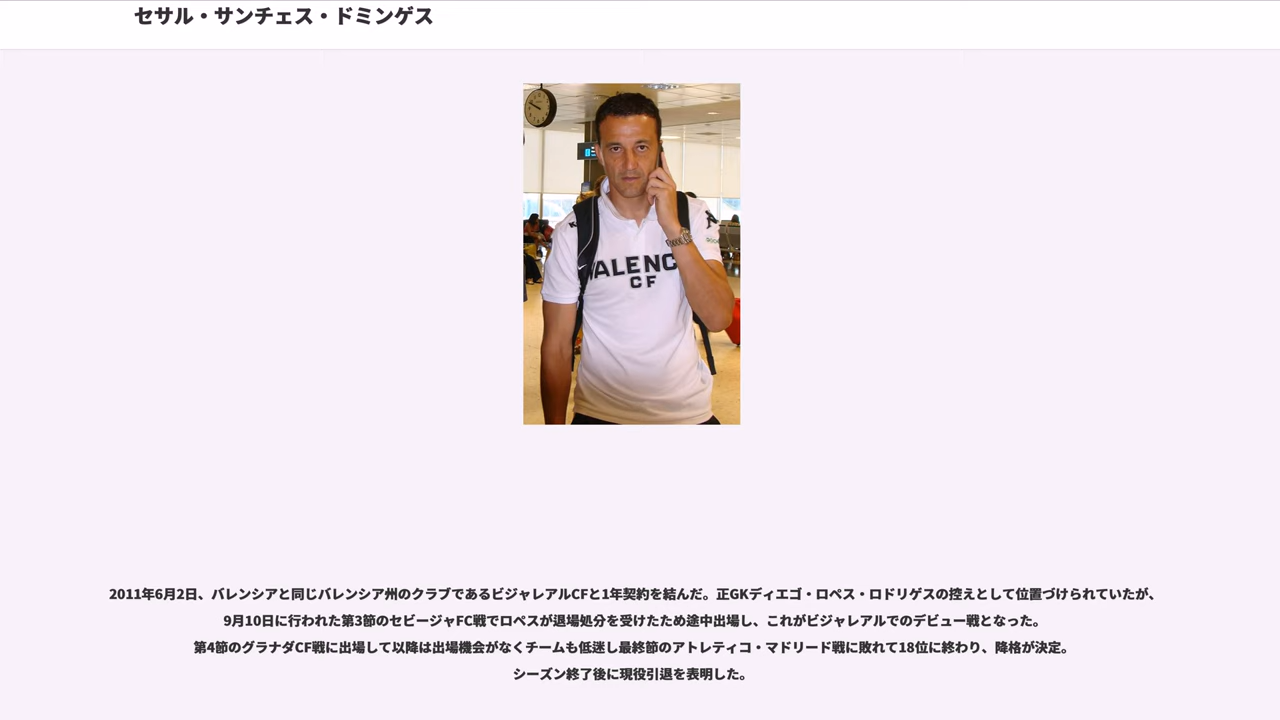 セサル・サンチェス・ドミンゲス
ALENC
CF
2011年6月2日、バレンシアと同じバレンシア州のクラブであるビジャレアルCFと1年契約を結んだ。正GKディエゴ・ロペス・ロドリゲスの控えとして位置づけられていたが、
9月10日に行われた第3節のセビージャFC戦でロペスが退場処分を受けたため途中出場し、これがビジャレアルでのデビュー戦となった。
第4節のグラナダCF戦に出場して以降は出場機会がなくチームも低迷し最終節のアトレティコ・マドリード戦に敗れて18位に終わり、降格が決定。
シーズン終了後に現役引退を表明した。